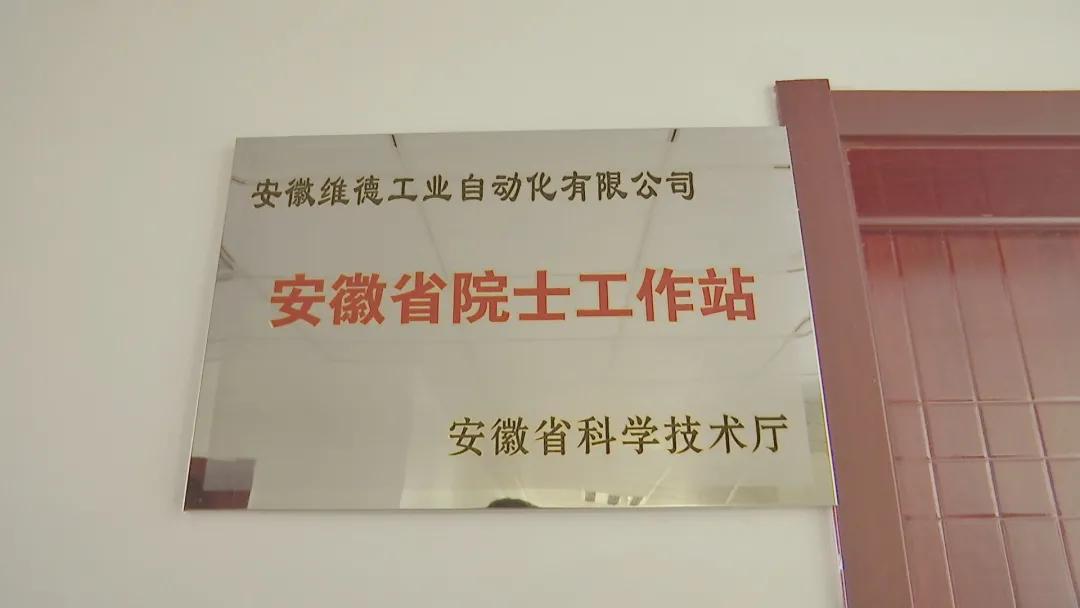 安徽维德工业自动化有限公司
安徽省院士工作站
安徽省科学技术厅